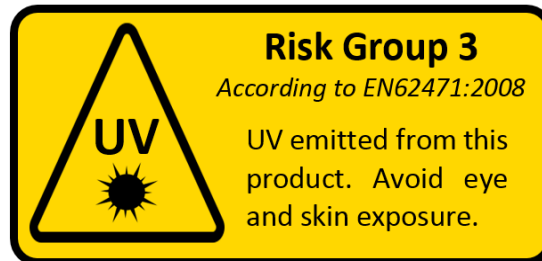 UV
Risk Group 3
According to EN62471:2008
UV emitted from this
product. Avoid eye
and skin exposure.